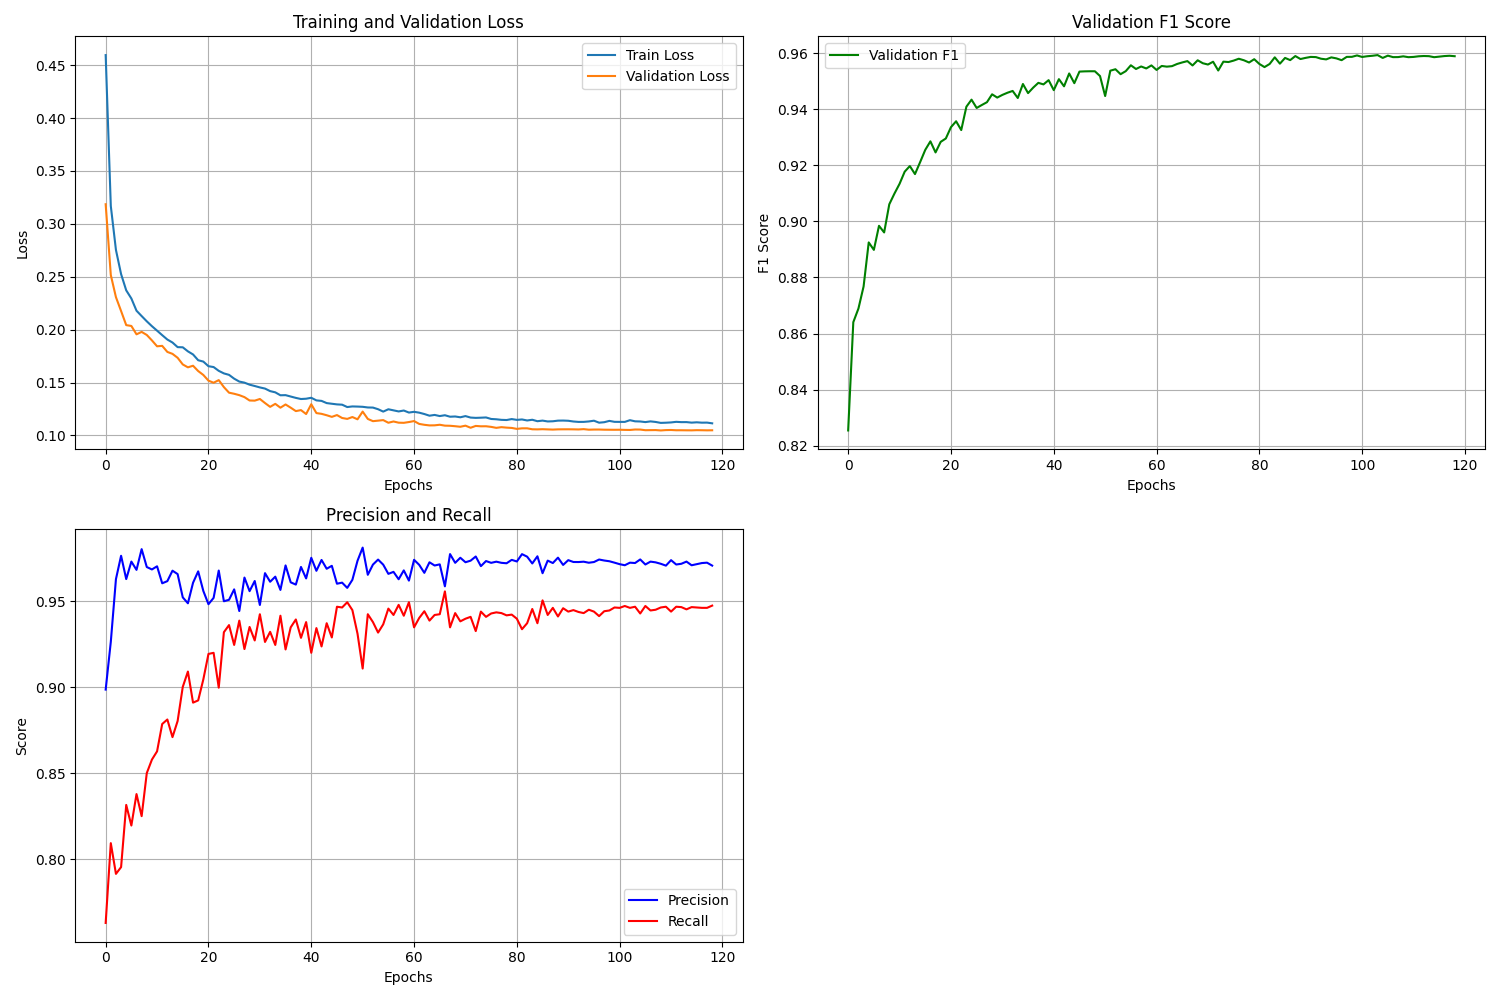 Training and Validation Loss
Train Loss
Validation Loss
0.45
0.40
0.35
0.30
0.25
0.20
0.15
0.10
Loss
0 20 40 60 80 100 120
Epochs
Validation F1 Score
Validation F1
0.96
0.94
0.92
0.90
0.88
0.86
0.84
0.82
F1 Score
0 20 40 60 80 100 120
Epochs
Precision and Recall
0.95
0.90
0.85
0.80
Score
Precision
Recall
0 20 40 60 80 100 120
Epochs